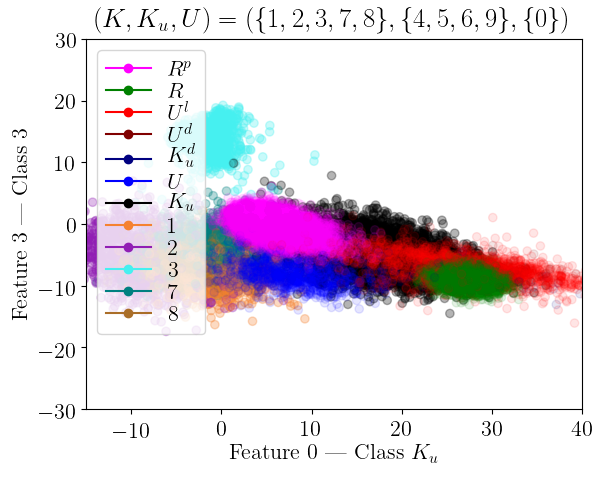 (K, K_u, U) = ({1, 2, 3, 7, 8}, {4, 5, 6, 9}, {0})
30
20
10
0
−10
−20
−30
Feature 3 — Class 3
R^p
R
U^l
U^d
K_u^d
U
K_u
1
2
3
7
8
−10
0
10
20
30
40
Feature 0 — Class K_u